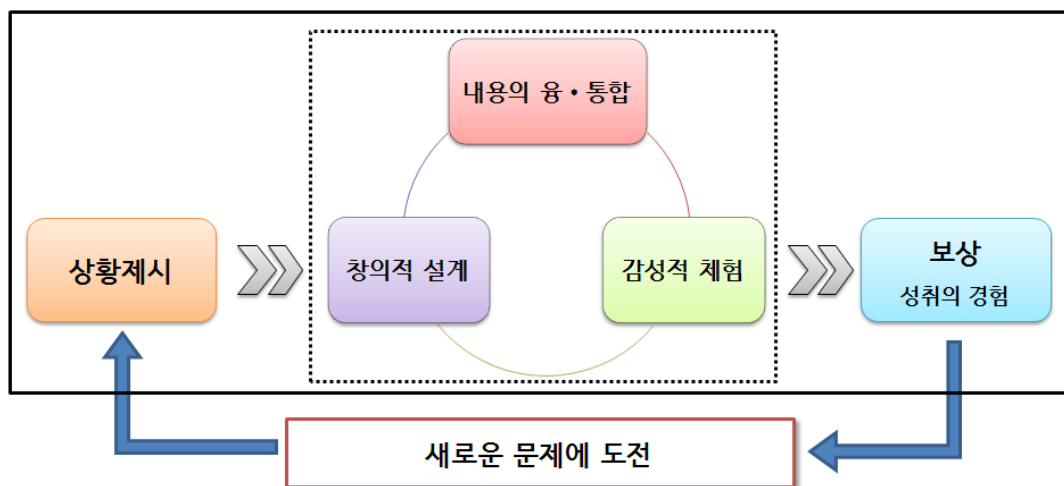 내용의 융•통합
상황제시
창의적 설계
감성적 체험
보상
성취의 경험
새로운 문제에 도전